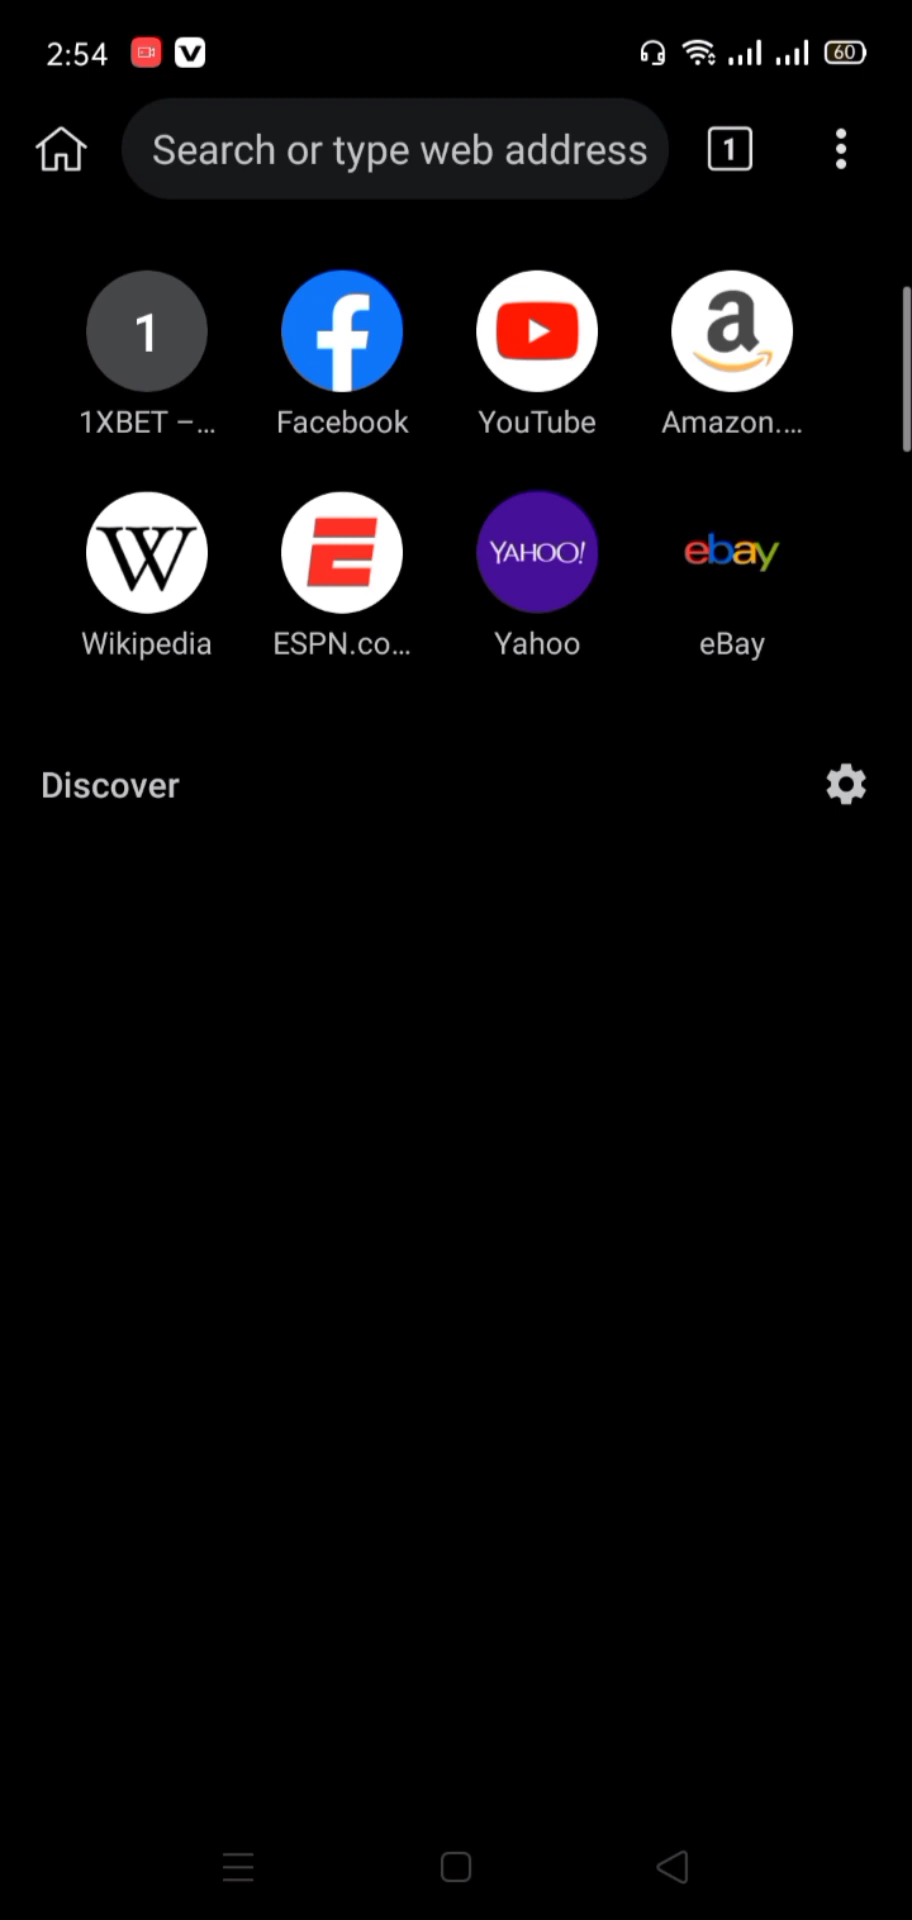 2:54
60
Search or type web address
1
1
1XBET –...
Facebook
YouTube
a
Amazon....
W
Wikipedia
E
ESPN.co...
YAHOO!
Yahoo
ebay
eBay
Discover